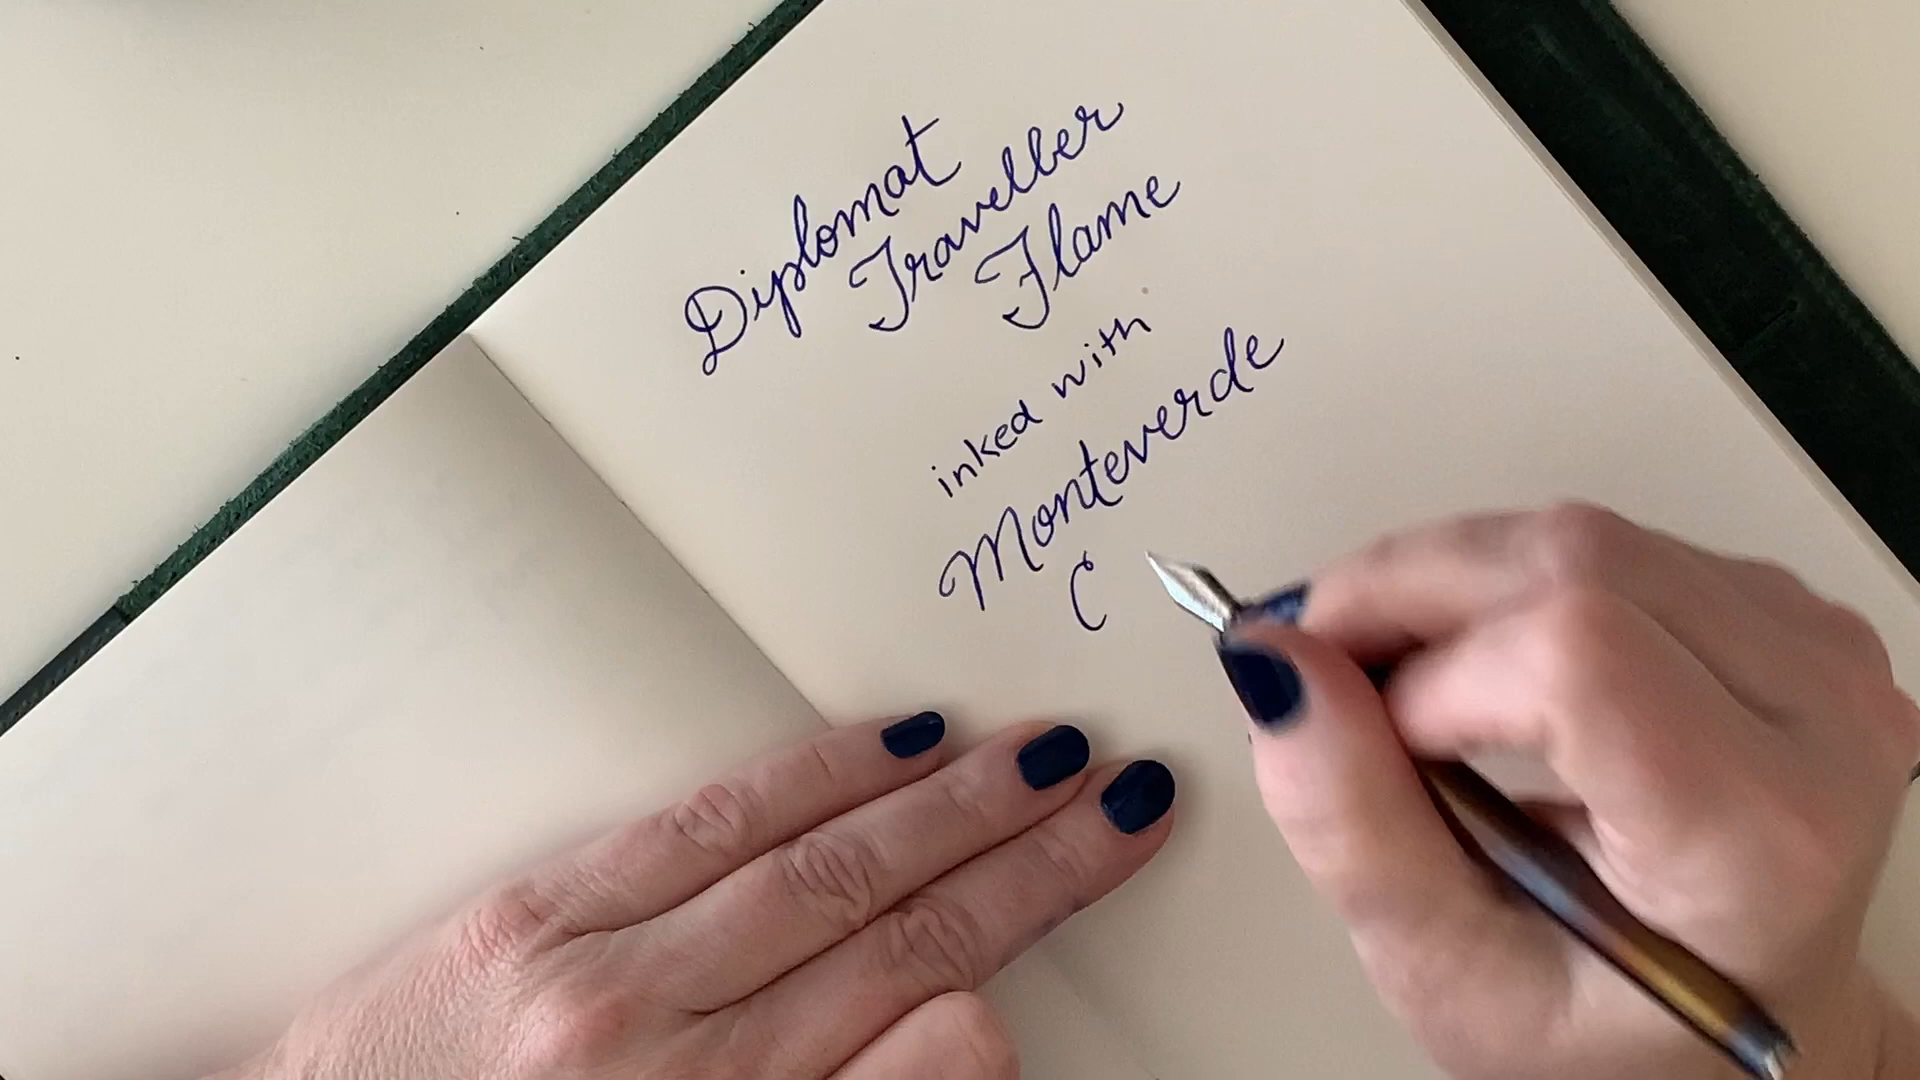 Diplomat
Traveller
Flame
inked with
Monteverde
C